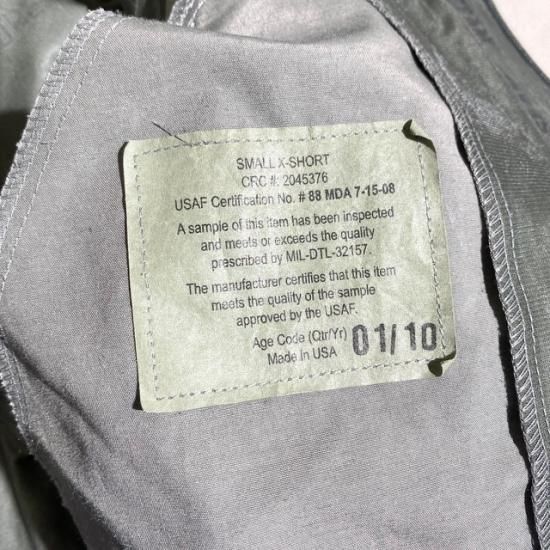 SMALL X-SHORT
CRC #: 2045376
USAF Certification No. # 88 MDA 7-15-08
A sample of this item has been inspected
and meets or exceeds the quality
prescribed by MIL-DTL-32157.
The manufacturer certifies that this item
meets the quality of the sample
approved by the USAF.
Age Code (Qtr/Yr) 01/10
Made In USA